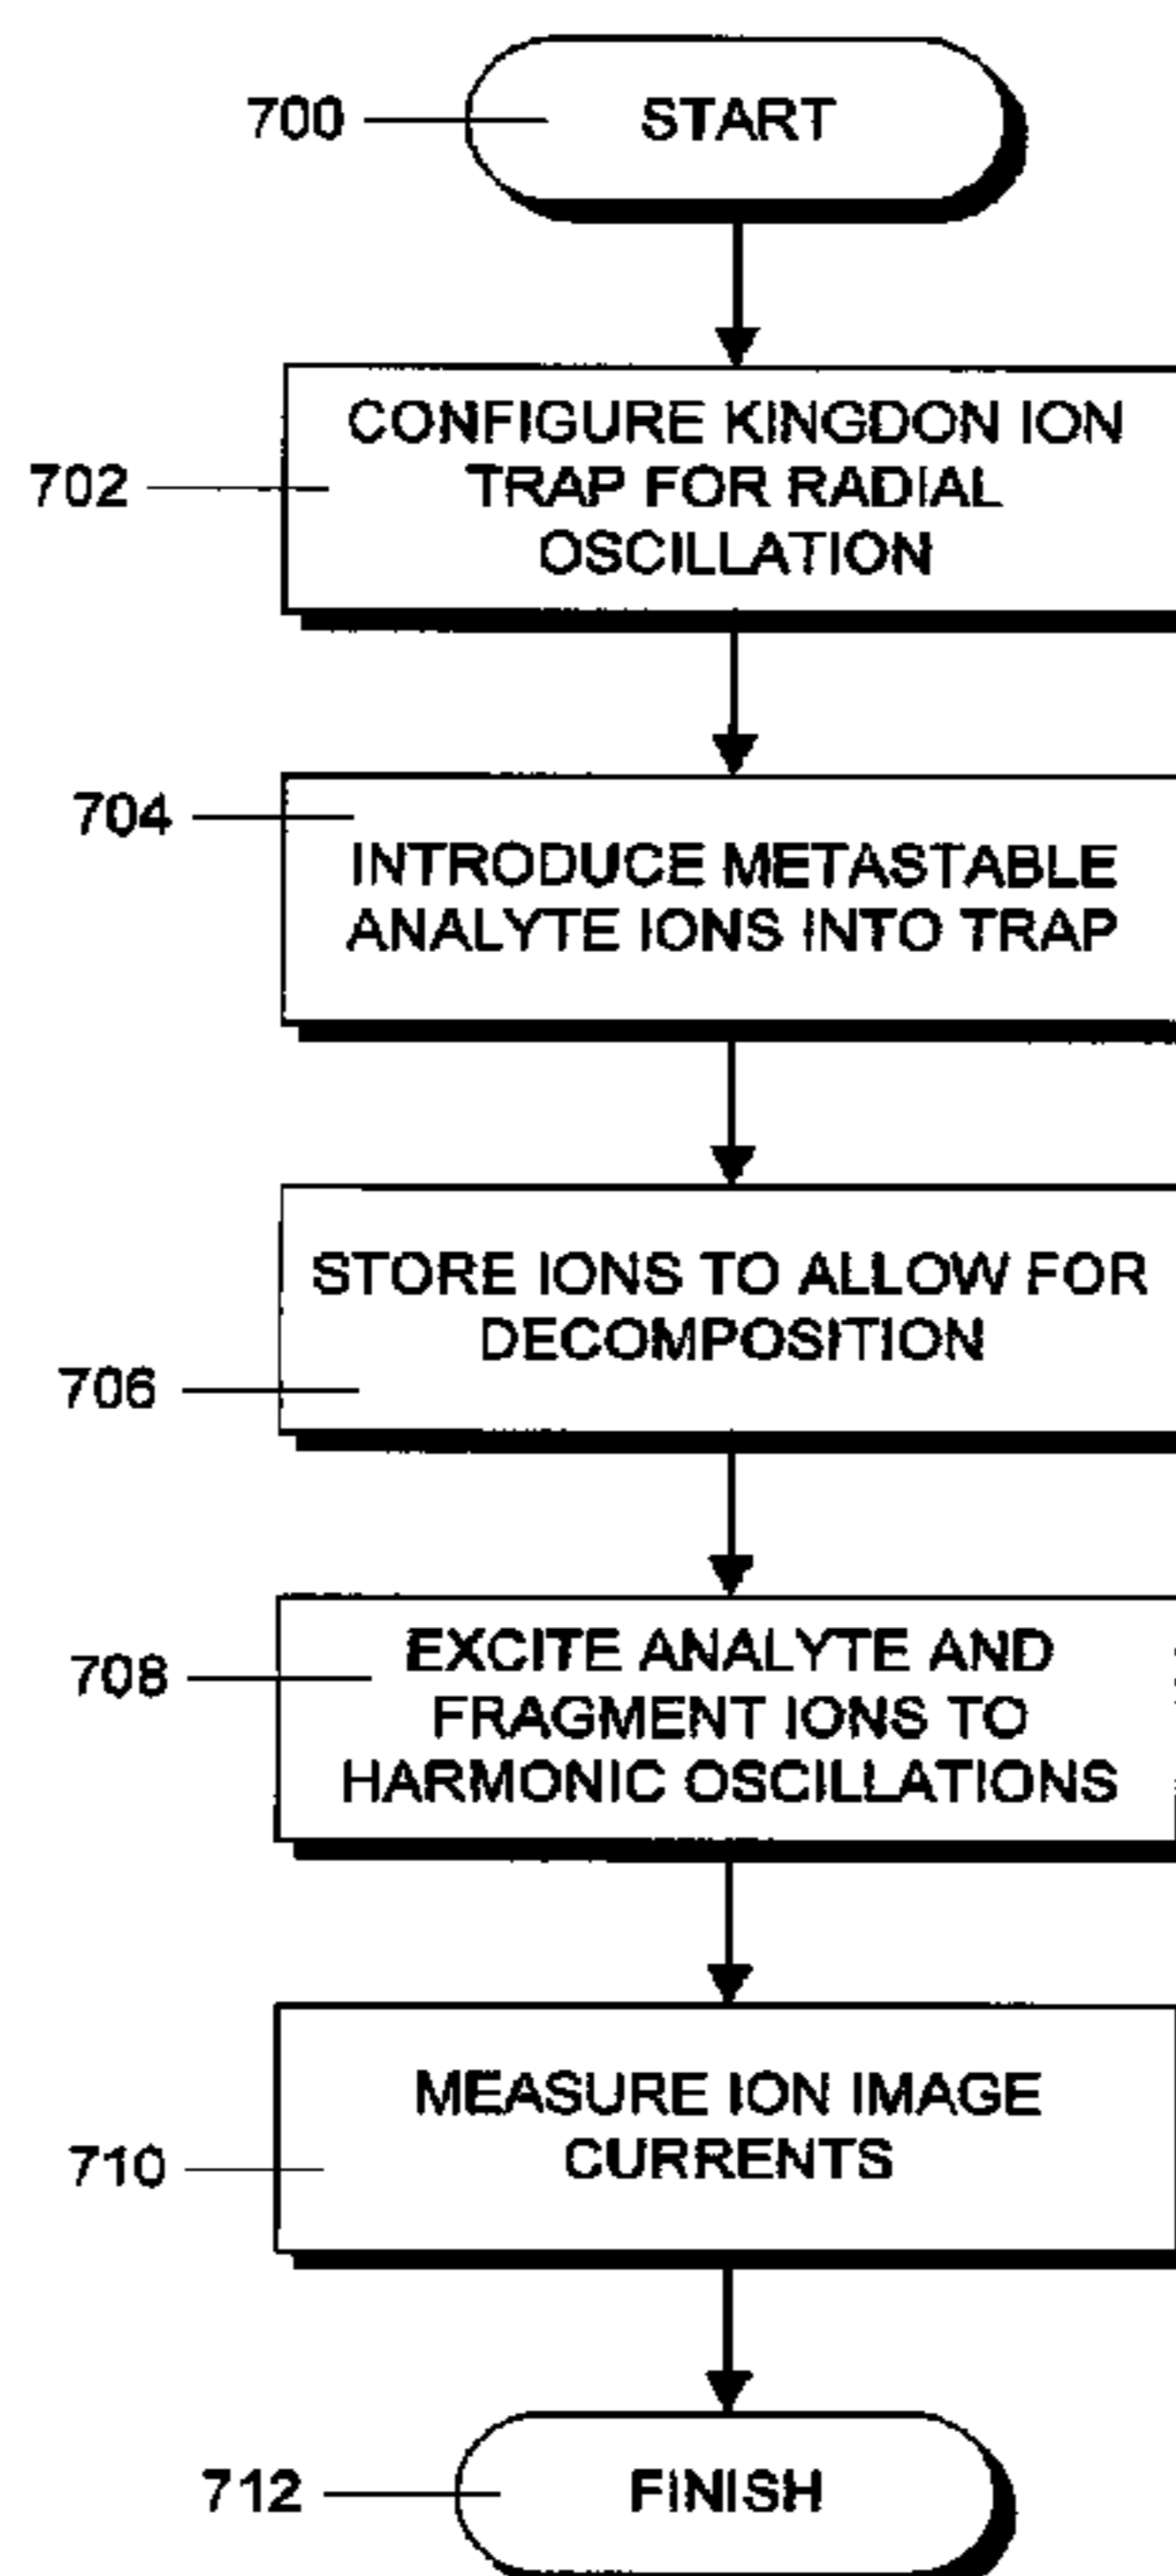 700
START
702
CONFIGURE KINGDON ION
TRAP FOR RADIAL
OSCILLATION
704
INTRODUCE METASTABLE
ANALYTE IONS INTO TRAP
STORE IONS TO ALLOW FOR
DECOMPOSITION
706
708
EXCITE ANALYTE AND
FRAGMENT IONS TO
HARMONIC OSCILLATIONS
MEASURE ION IMAGE
CURRENTS
710
712
FINISH